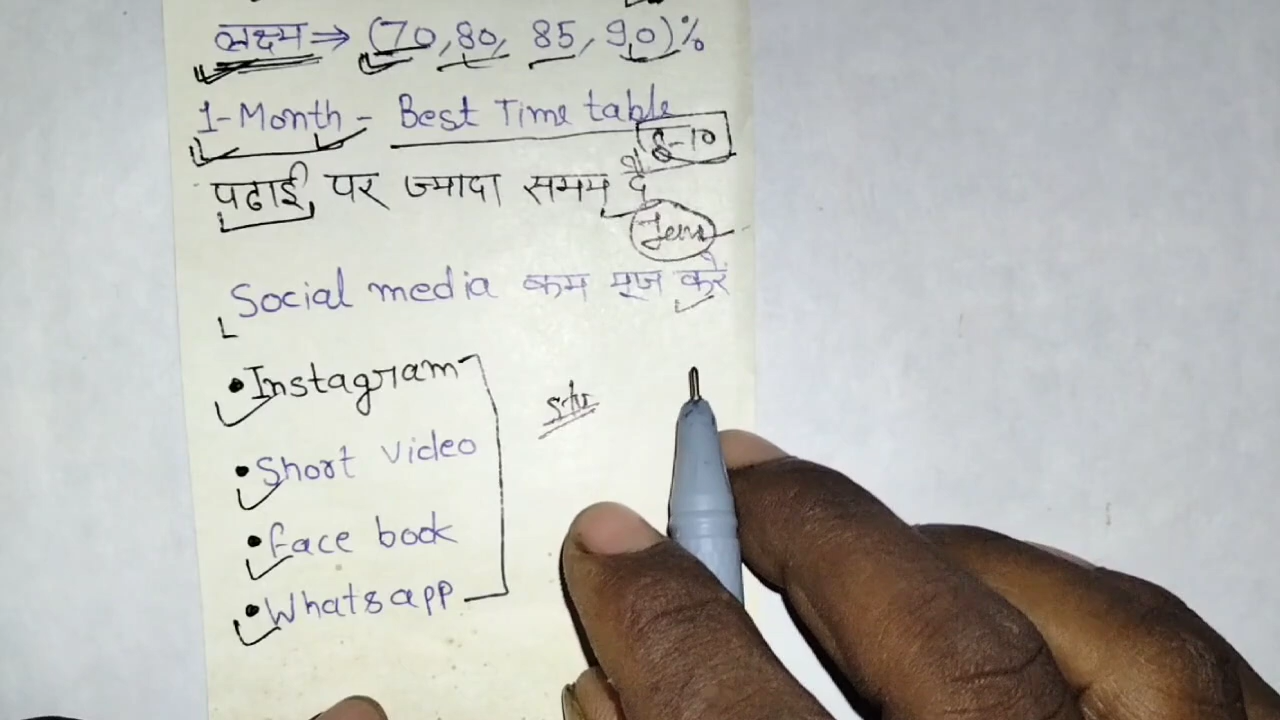 लक्ष्य ⇒ (70, 80, 85, 90)%
1-Month - Best Time table
8-10
पढाई पर ज्यादा समय दें
Social media कम यूज करें
• Instagram
• Short video
• Face book
• Whatsapp